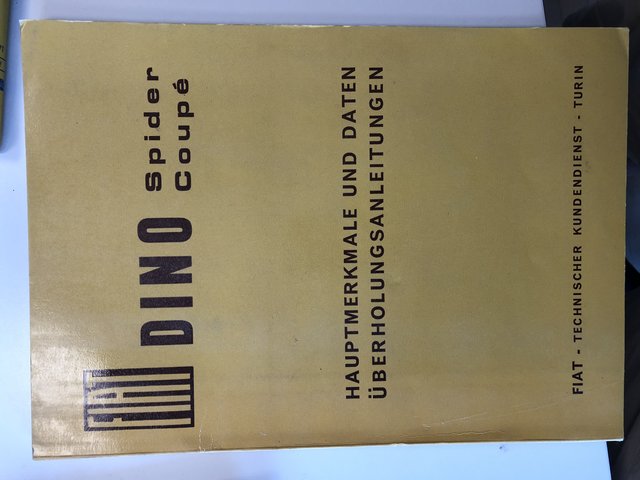 FIAT DINO Spider
Coupé
HAUPTMERKMALE UND DATEN
ÜBERHOLUNGSANLEITUNGEN
FIAT - TECHNISCHER KUNDENDIENST - TURIN